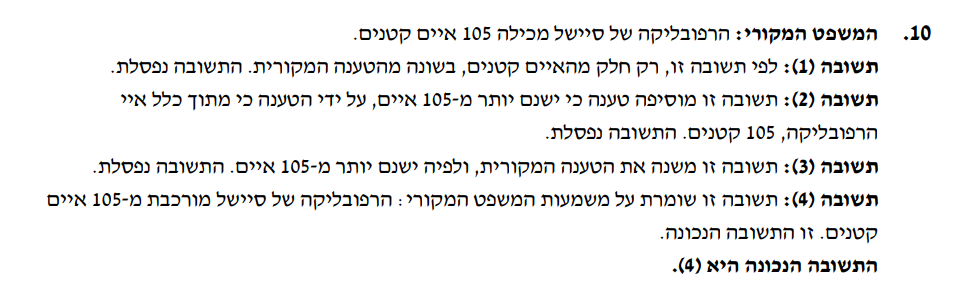 10. המשפט המקורי: הרפובליקה של סיישל מכילה 105 איים קטנים.
תשובה (1): לפי תשובה זו, רק חלק מהאיים קטנים, בשונה מהטענה המקורית. התשובה נפסלת.
תשובה (2): תשובה זו מוסיפה טענה כי ישנם יותר מ-105 איים, על ידי הטענה כי מתוך כלל איי
הרפובליקה, 105 קטנים. התשובה נפסלת.
תשובה (3): תשובה זו משנה את הטענה המקורית, ולפיה ישנם יותר מ-105 איים. התשובה נפסלת.
תשובה (4): תשובה זו שומרת על משמעות המשפט המקורי: הרפובליקה של סיישל מורכבת מ-105 איים
קטנים. זו התשובה הנכונה.
התשובה הנכונה היא (4).